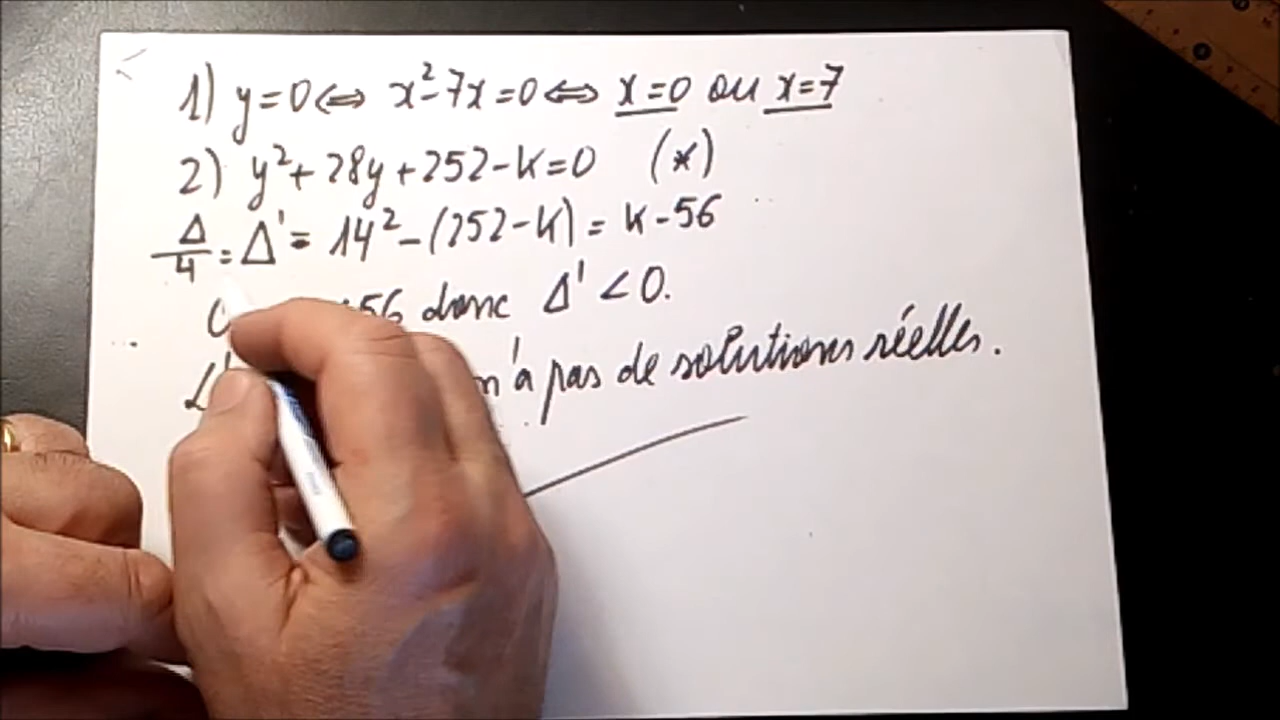 1) y=0 ⇔ x²-7x=0 ⇔ x=0 ou x=7
2) y²+28y+252-k=0 (*)
Δ/4 = Δ' = 14²-(252-k) = k-56
56 donc Δ' < 0.
n'a pas de solutions réelles.